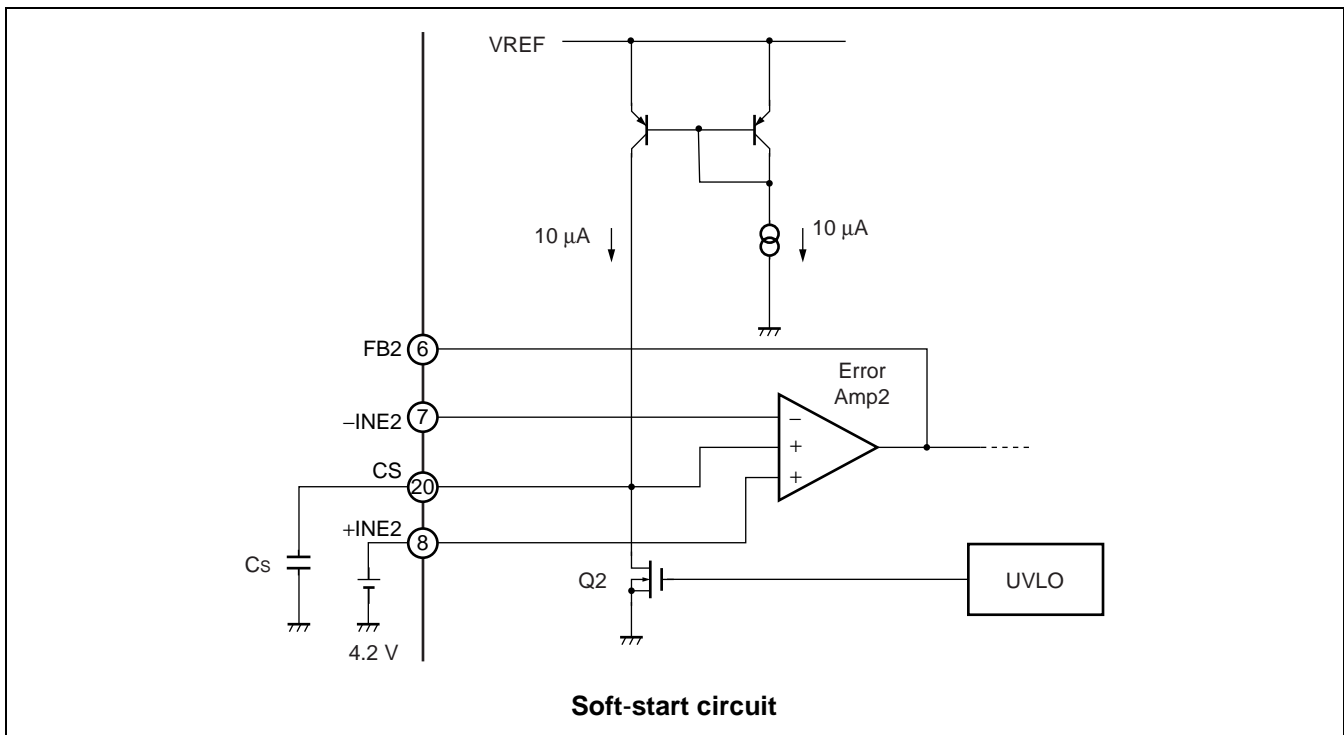 VREF
10 μA
10 μA
FB2
6
Error
Amp2
−INE2
7
−
CS
+
20
+
+INE2
8
Cs
Q2
UVLO
4.2 V
Soft-start circuit